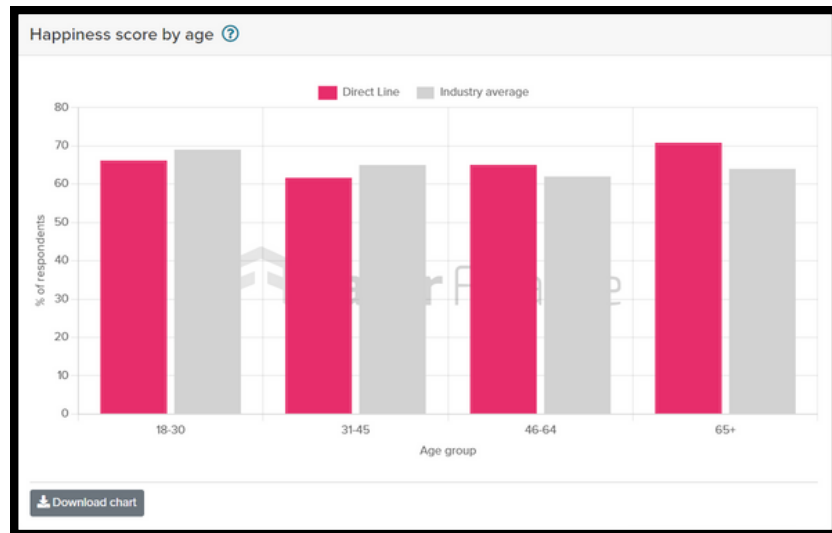 Happiness score by age ?
Direct Line Industry average
80
70
60
50
40
30
20
10
0
% of respondents
18-30 31-45 46-64 65+
Age group
Download chart